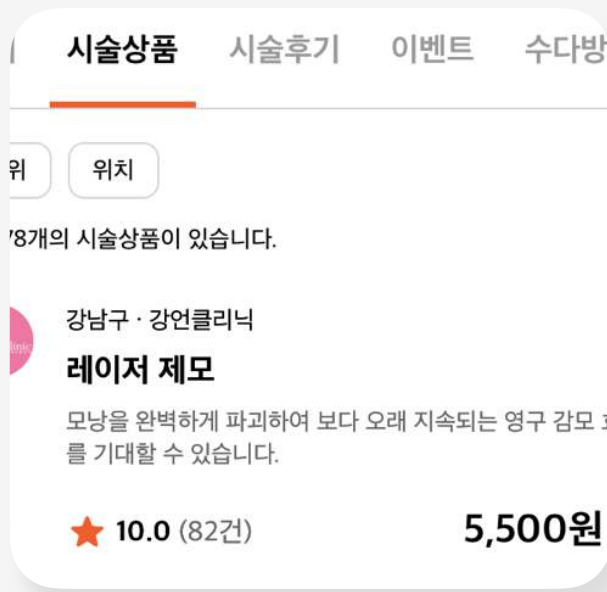 시술상품 시술후기 이벤트 수다방
위 위치
78개의 시술상품이 있습니다.
강남구 · 강언클리닉
레이저 제모
모낭을 완벽하게 파괴하여 보다 오래 지속되는 영구 감모
를 기대할 수 있습니다.
10.0 (82건) 5,500원